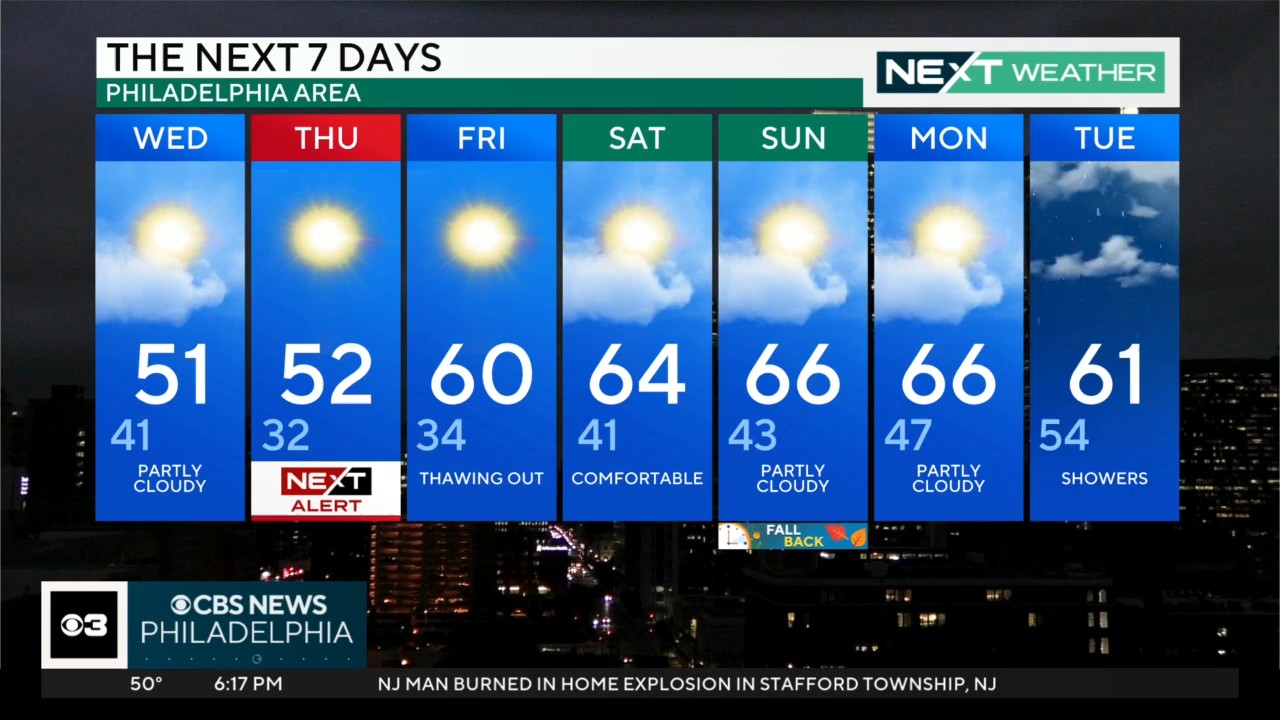 THE NEXT 7 DAYS
NEXT WEATHER
PHILADELPHIA AREA
WED THU FRI SAT SUN MON TUE
51 52 60 64 66 66 61
41 32 34 41 43 47 54
PARTLY CLOUDY
NEXT ALERT
THAWING OUT
COMFORTABLE
PARTLY CLOUDY
PARTLY CLOUDY
SHOWERS
FALL BACK
3
CBS NEWS
PHILADELPHIA
50° 6:17 PM NJ MAN BURNED IN HOME EXPLOSION IN STAFFORD TOWNSHIP, NJ